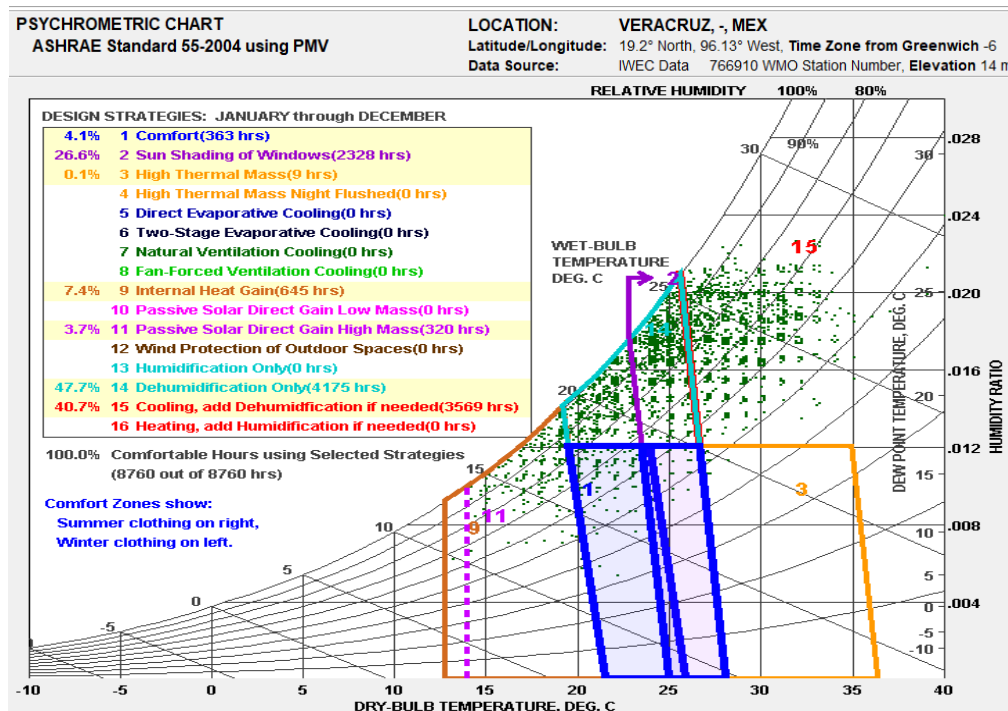 PSYCHROMETRIC CHART
ASHRAE Standard 55-2004 using PMV
LOCATION: VERACRUZ, -, MEX
Latitude/Longitude: 19.2° North, 96.13° West, Time Zone from Greenwich -6
Data Source: IWEC Data 766910 WMO Station Number, Elevation 14 m
RELATIVE HUMIDITY 100% 80%
DESIGN STRATEGIES: JANUARY through DECEMBER
4.1% 1 Comfort(363 hrs)
26.6% 2 Sun Shading of Windows(2328 hrs)
0.1% 3 High Thermal Mass(9 hrs)
4 High Thermal Mass Night Flushed(0 hrs)
5 Direct Evaporative Cooling(0 hrs)
6 Two-Stage Evaporative Cooling(0 hrs)
7 Natural Ventilation Cooling(0 hrs)
8 Fan-Forced Ventilation Cooling(0 hrs)
7.4% 9 Internal Heat Gain(645 hrs)
10 Passive Solar Direct Gain Low Mass(0 hrs)
3.7% 11 Passive Solar Direct Gain High Mass(320 hrs)
12 Wind Protection of Outdoor Spaces(0 hrs)
13 Humidification Only(0 hrs)
47.7% 14 Dehumidification Only(4175 hrs)
40.7% 15 Cooling, add Dehumidfication if needed(3569 hrs)
16 Heating, add Humidification if needed(0 hrs)
100.0% Comfortable Hours using Selected Strategies
(8760 out of 8760 hrs)
Comfort Zones show:
Summer clothing on right,
Winter clothing on left.
WET-BULB
TEMPERATURE
DEG. C
90%
30
30
25
25
20
20
15
15
10
10
5
5
0
0
-5
-5
-10
15
2
14
1
11
9
3
.028
.024
.020
.016
.012
.008
.004
DEW POINT TEMPERATURE, DEG. C
HUMIDITY RATIO
-10 -5 0 5 10 15 20 25 30 35 40
DRY-BULB TEMPERATURE, DEG. C